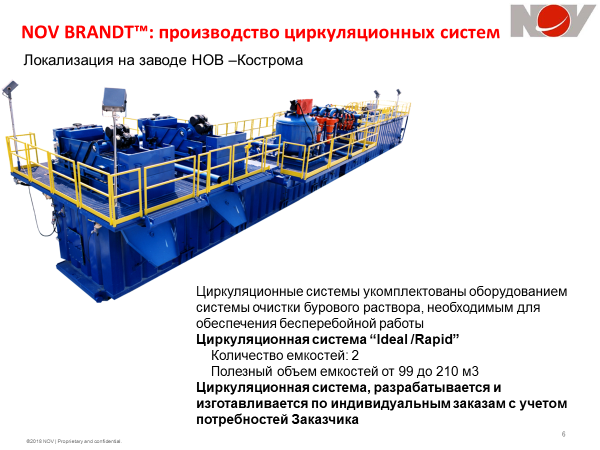 NOV BRANDT™: производство циркуляционных систем
NOV
Локализация на заводе НОВ –Кострома
Циркуляционные системы укомплектованы оборудованием
системы очистки бурового раствора, необходимым для
обеспечения бесперебойной работы
Циркуляционная система “Ideal /Rapid”
Количество емкостей: 2
Полезный объем емкостей от 99 до 210 м3
Циркуляционная система, разрабатывается и
изготавливается по индивидуальным заказам с учетом
потребностей Заказчика
©2018 NOV | Proprietary and confidential.
6